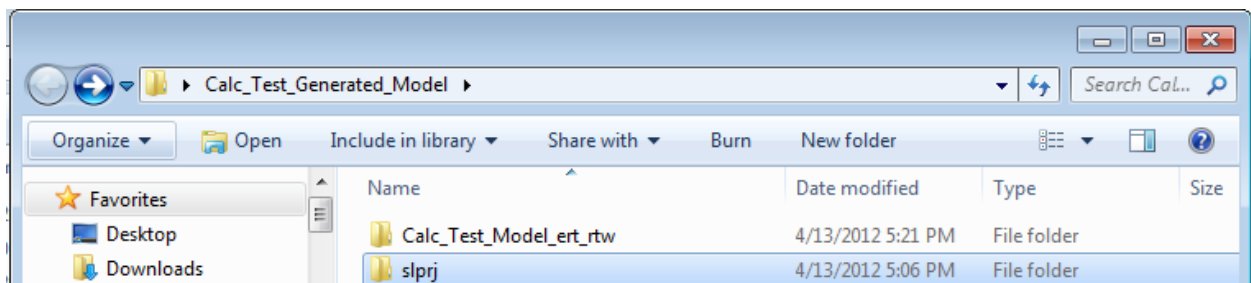 Calc_Test_Generated_Model
Search Cal...
Organize Open Include in library Share with Burn New folder
Name Date modified Type Size
Favorites
Desktop
Downloads
Calc_Test_Model_ert_rtw 4/13/2012 5:21 PM File folder
slprj 4/13/2012 5:06 PM File folder